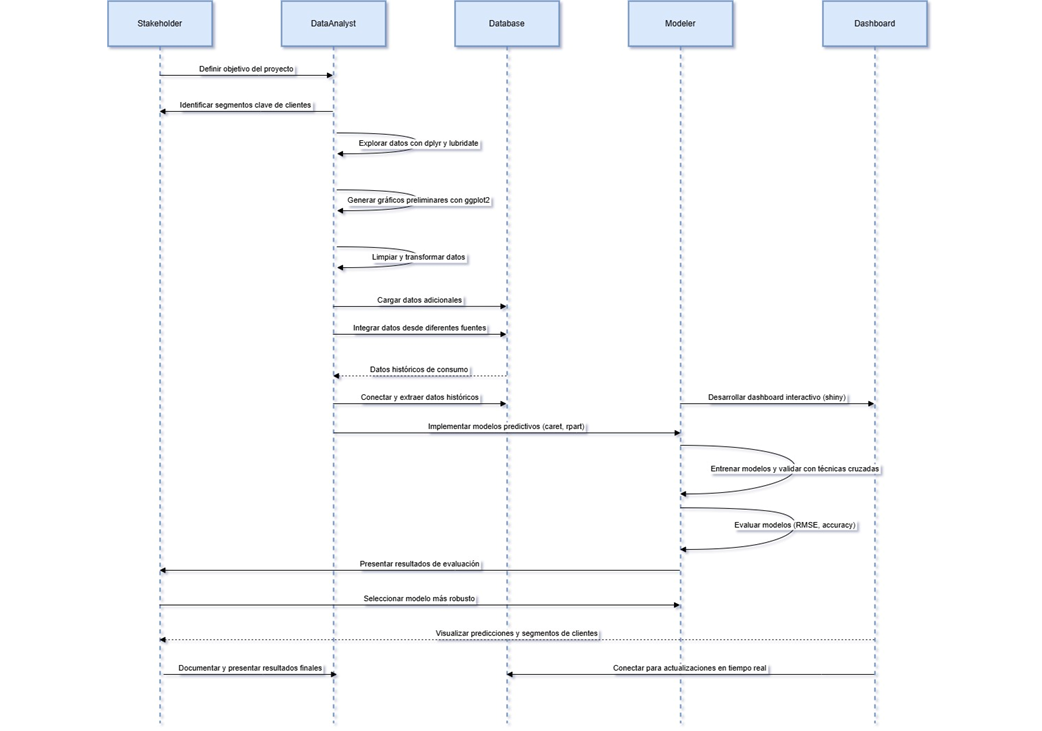 Stakeholder
DataAnalyst
Database
Modeler
Dashboard
Definir objetivo del proyecto
Identificar segmentos clave de clientes
Explorar datos con dplyr y lubridate
Generar gráficos preliminares con ggplot2
Limpiar y transformar datos
Cargar datos adicionales
Integrar datos desde diferentes fuentes
Datos históricos de consumo
Conectar y extraer datos históricos
Desarrollar dashboard interactivo (shiny)
Implementar modelos predictivos (caret, rpart)
Entrenar modelos y validar con técnicas cruzadas
Evaluar modelos (RMSE, accuracy)
Presentar resultados de evaluación
Seleccionar modelo más robusto
Visualizar predicciones y segmentos de clientes
Documentar y presentar resultados finales
Conectar para actualizaciones en tiempo real